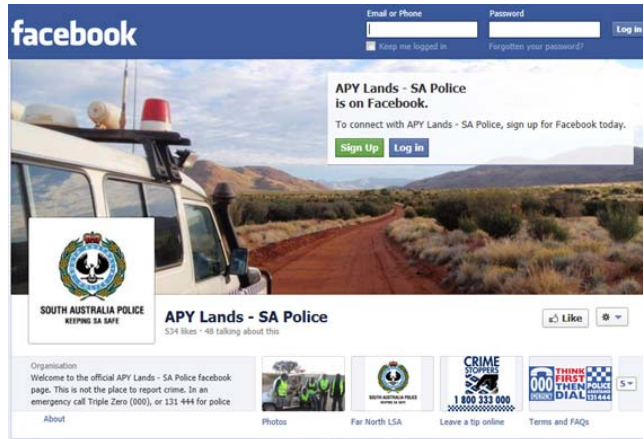 facebook
Email or Phone
Password
Log in
Keep me logged in
Forgotten your password?
APY Lands - SA Police
is on Facebook.
To connect with APY Lands - SA Police, sign up for Facebook today.
Sign Up
Log in
SOUTH AUSTRALIA POLICE
KEEPING SA SAFE
APY Lands - SA Police
534 likes · 48 talking about this
Like
Organisation
Welcome to the official APY Lands - SA Police facebook
page. This is not the place to report crime. In an
emergency call Triple Zero (000), or 131 444 for police
About
Photos
SOUTH AUSTRALIA POLICE
Far North LSA
CRIME
STOPPERS
1 800 333 000
Leave a tip online
000
THINK
FIRST
THEN
DIAL
POLICE
131444
Terms and FAQs
5